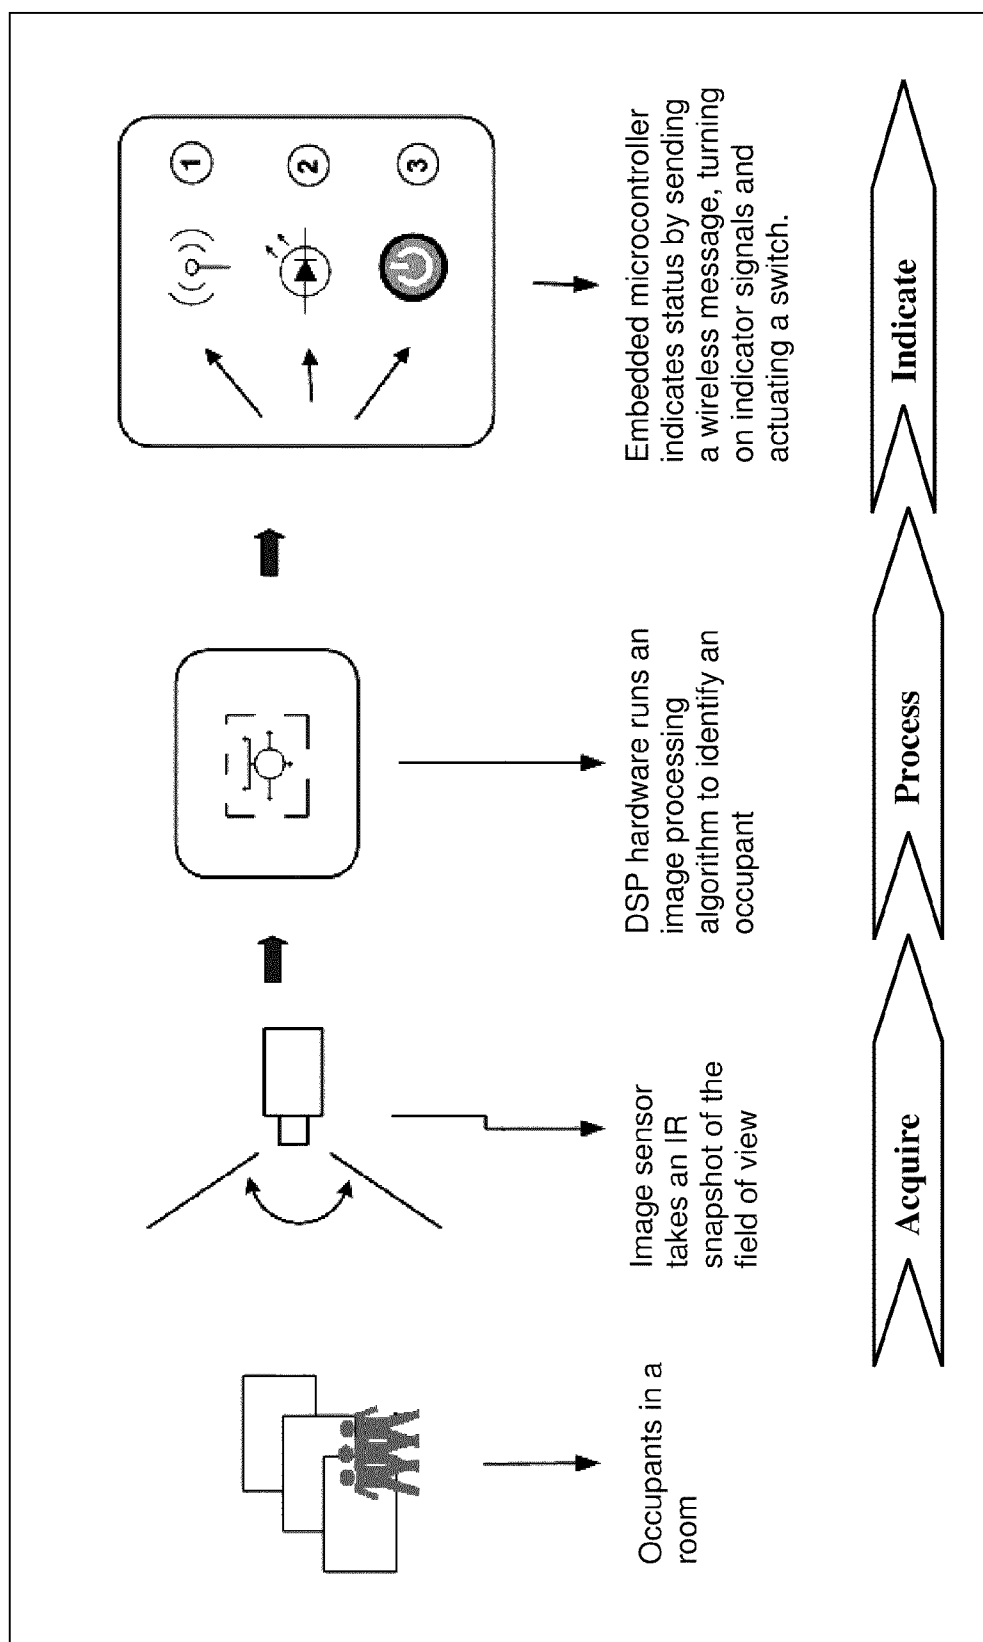 1
2
3
Occupants in a
room
Image sensor
takes an IR
snapshot of the
field of view
DSP hardware runs an
image processing
algorithm to identify an
occupant
Embedded microcontroller
indicates status by sending
a wireless message, turning
on indicator signals and
actuating a switch.
Acquire
Process
Indicate